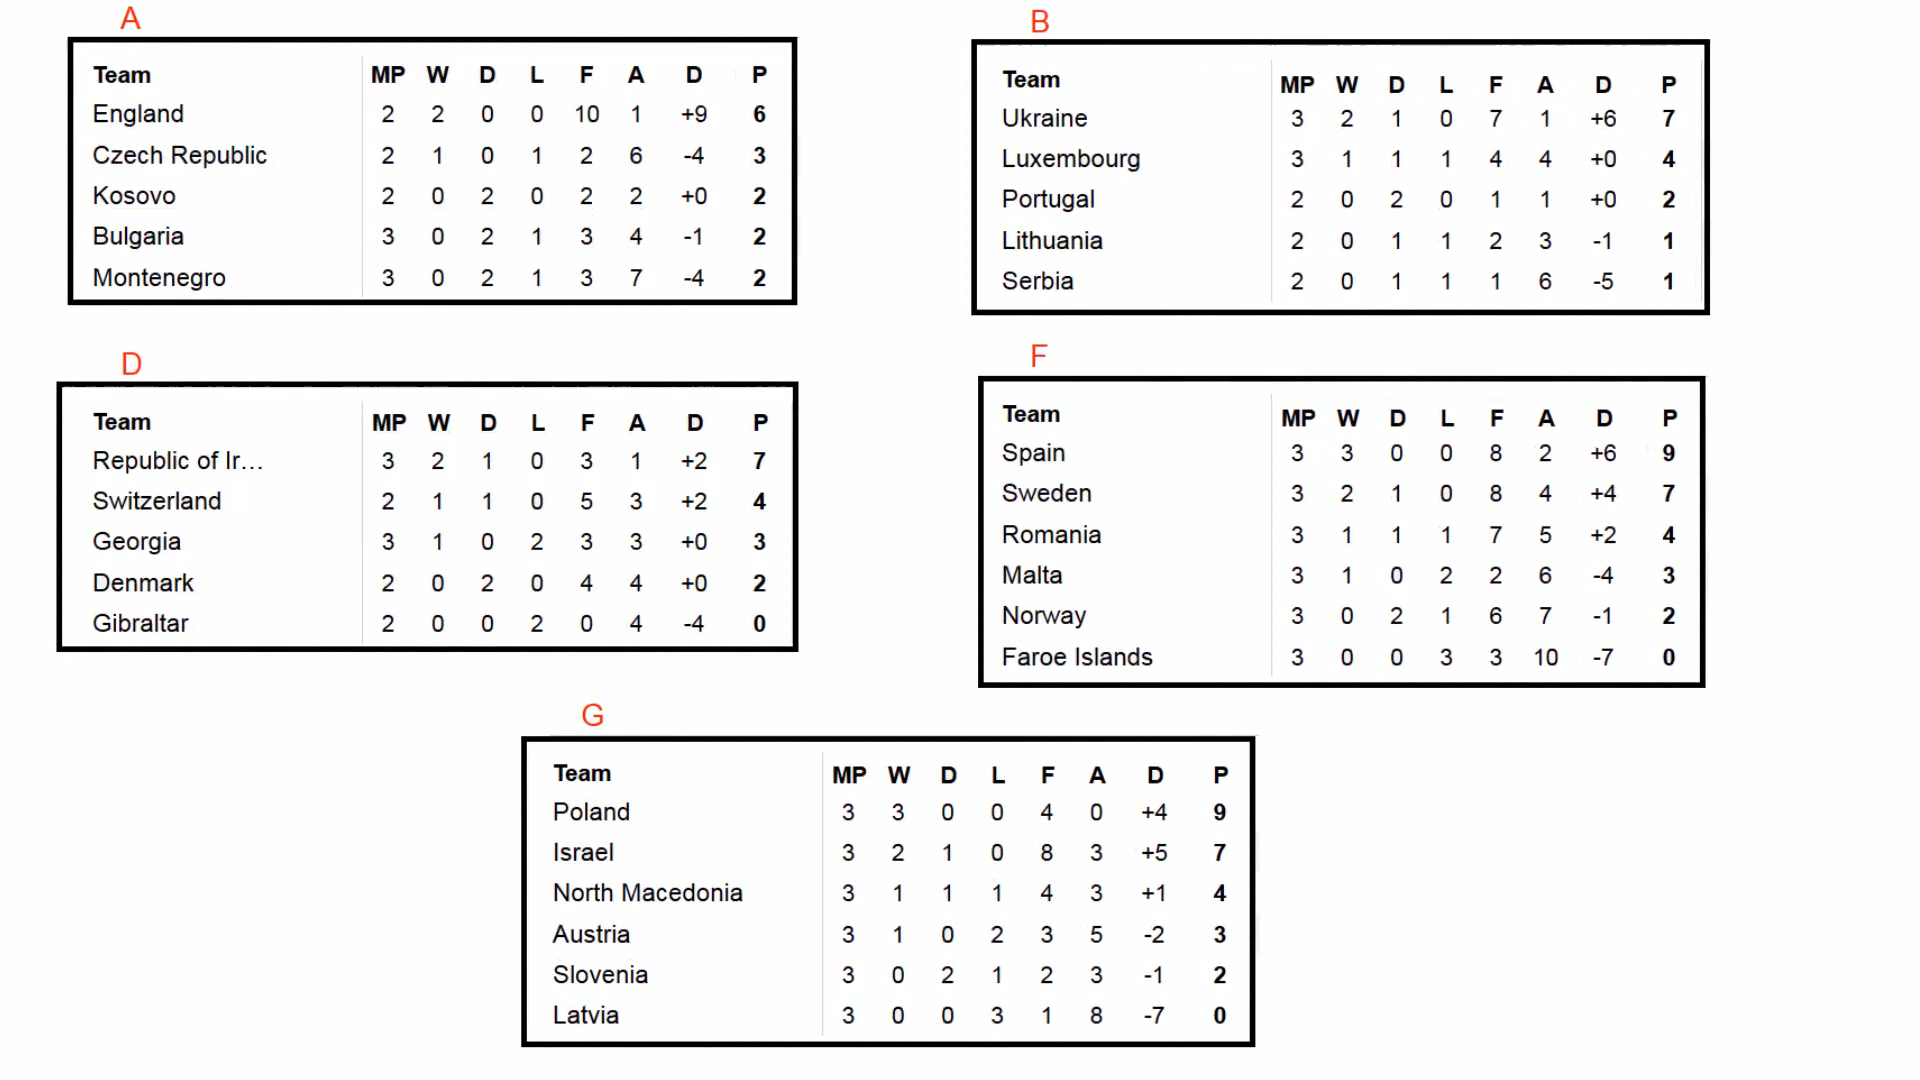 A
Team MP W D L F A D P
England 2 2 0 0 10 1 +9 6
Czech Republic 2 1 0 1 2 6 -4 3
Kosovo 2 0 2 0 2 2 +0 2
Bulgaria 3 0 2 1 3 4 -1 2
Montenegro 3 0 2 1 3 7 -4 2
B
Team MP W D L F A D P
Ukraine 3 2 1 0 7 1 +6 7
Luxembourg 3 1 1 1 4 4 +0 4
Portugal 2 0 2 0 1 1 +0 2
Lithuania 2 0 1 1 2 3 -1 1
Serbia 2 0 1 1 1 6 -5 1
D
Team MP W D L F A D P
Republic of Ir... 3 2 1 0 3 1 +2 7
Switzerland 2 1 1 0 5 3 +2 4
Georgia 3 1 0 2 3 3 +0 3
Denmark 2 0 2 0 4 4 +0 2
Gibraltar 2 0 0 2 0 4 -4 0
F
Team MP W D L F A D P
Spain 3 3 0 0 8 2 +6 9
Sweden 3 2 1 0 8 4 +4 7
Romania 3 1 1 1 7 5 +2 4
Malta 3 1 0 2 2 6 -4 3
Norway 3 0 2 1 6 7 -1 2
Faroe Islands 3 0 0 3 3 10 -7 0
G
Team MP W D L F A D P
Poland 3 3 0 0 4 0 +4 9
Israel 3 2 1 0 8 3 +5 7
North Macedonia 3 1 1 1 4 3 +1 4
Austria 3 1 0 2 3 5 -2 3
Slovenia 3 0 2 1 2 3 -1 2
Latvia 3 0 0 3 1 8 -7 0